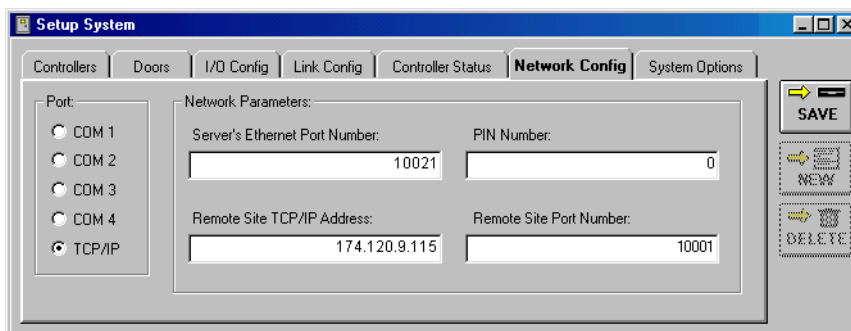 Setup System
Controllers Doors I/O Config Link Config Controller Status Network Config System Options
Port: Network Parameters:
COM 1
COM 2
COM 3
COM 4
TCP/IP
Server's Ethernet Port Number: PIN Number:
10021 0
Remote Site TCP/IP Address: Remote Site Port Number:
174.120.9.115 10001
SAVE
NEW
DELETE